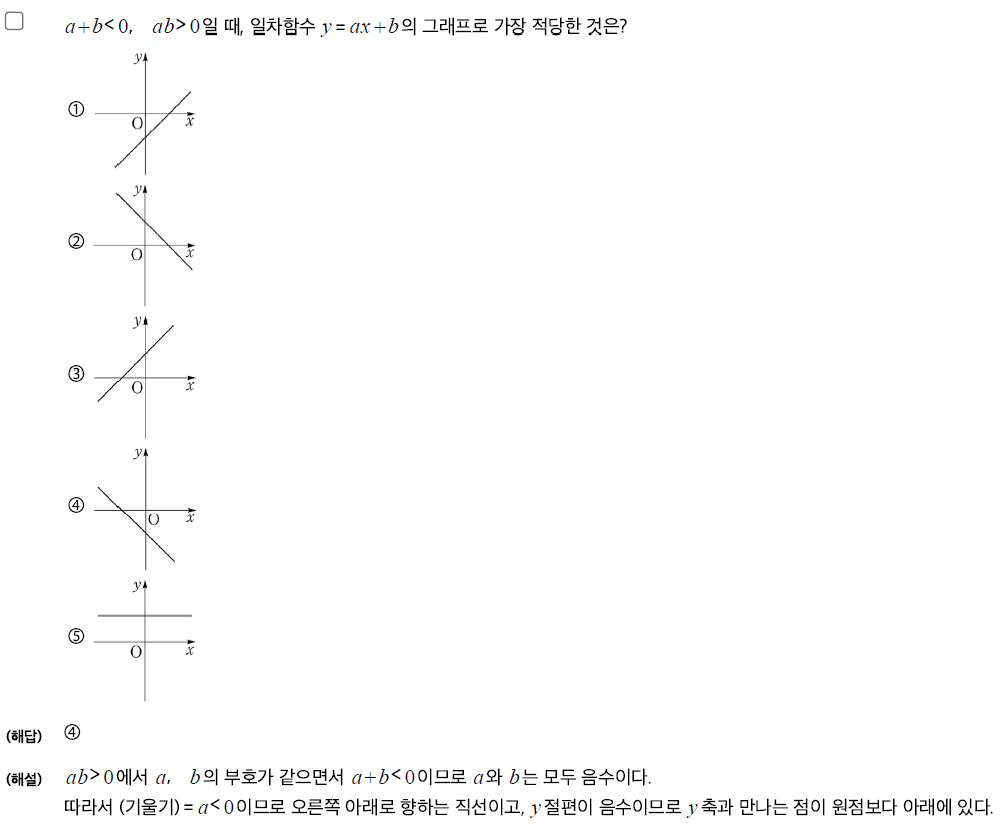 a+b<0, ab>0일 때, 일차함수 y=ax+b의 그래프로 가장 적당한 것은?
y
① O x
y
② O x
y
③ O x
y
④ O x
y
⑤ O x
(해답) ④
(해설) ab>0에서 a, b의 부호가 같으면서 a+b<0이므로 a와 b는 모두 음수이다.
따라서 (기울기)=a<0이므로 오른쪽 아래로 향하는 직선이고, y절편이 음수이므로 y축과 만나는 점이 원점보다 아래에 있다.